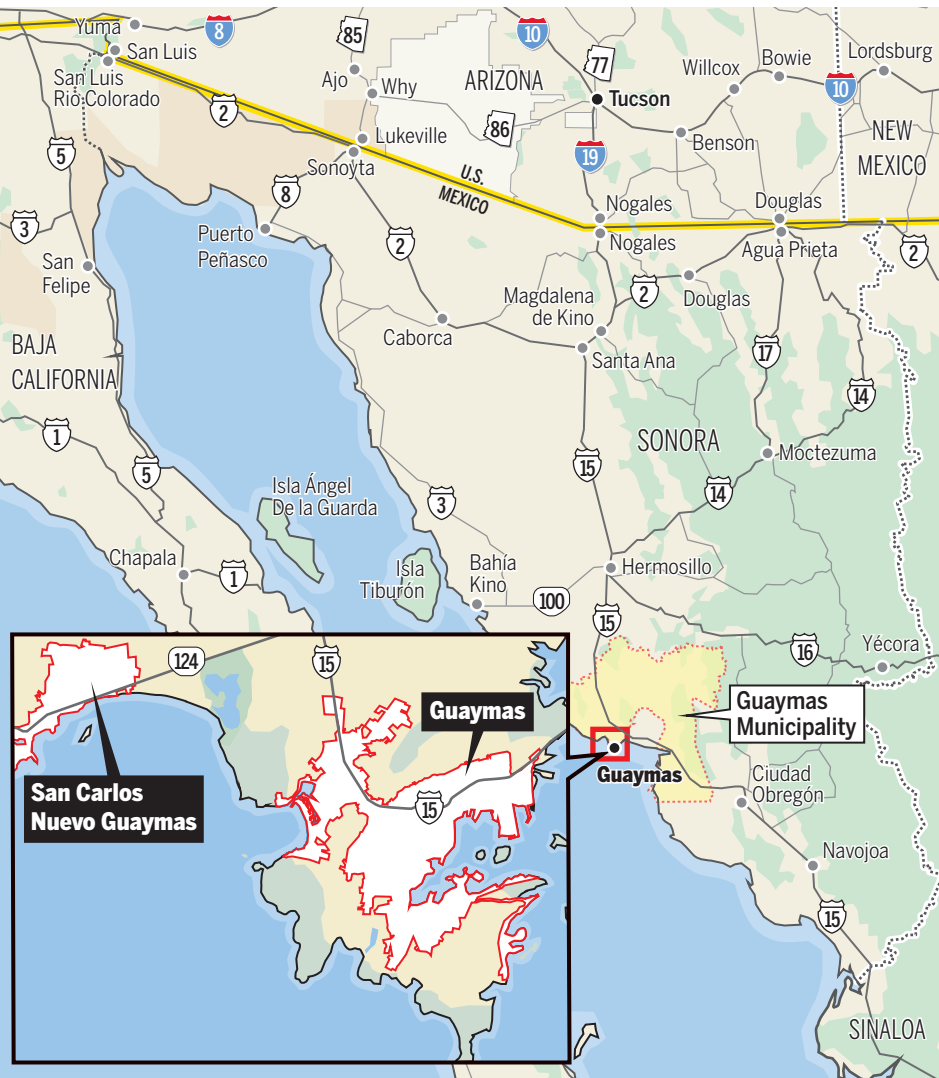 Yuma
8
85
10
San Luis
San Luis
Río Colorado
Ajo
Why
ARIZONA
77
Willcox
Bowie
Lordsburg
10
Tucson
2
86
5
Lukeville
Benson
NEW
MEXICO
19
Sonoyta
U.S.
MEXICO
8
Nogales
Douglas
3
Puerto
Peñasco
2
Nogales
Agua Prieta
2
San
Felipe
Magdalena
de Kino
2
Douglas
Caborca
BAJA
CALIFORNIA
Santa Ana
17
14
1
5
SONORA
15
Moctezuma
Isla Ángel
De la Guarda
3
14
Chapala
1
Isla
Tiburón
Bahía
Kino
Hermosillo
100
15
16
Yécora
124
15
Guaymas
Guaymas
Municipality
Guaymas
San Carlos
Nuevo Guaymas
15
Ciudad
Obregón
Navojoa
15
SINALOA